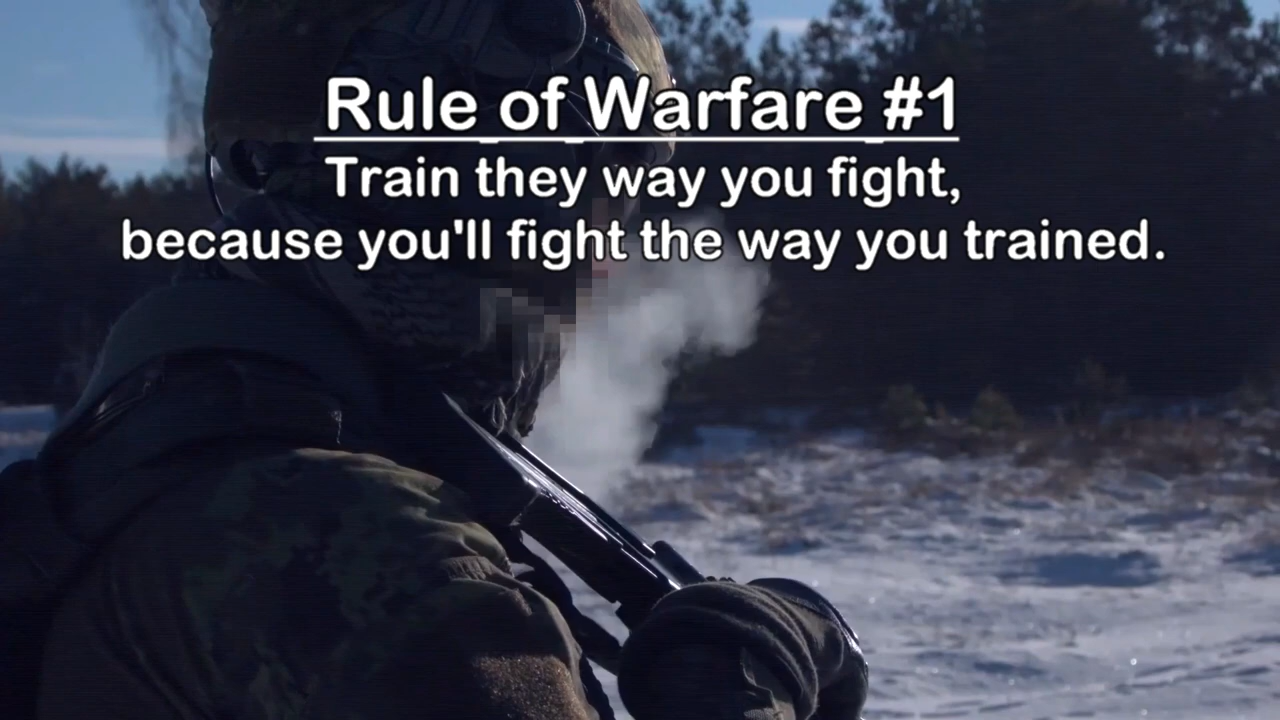 Rule of Warfare #1
Train they way you fight,
because you'll fight the way you trained.